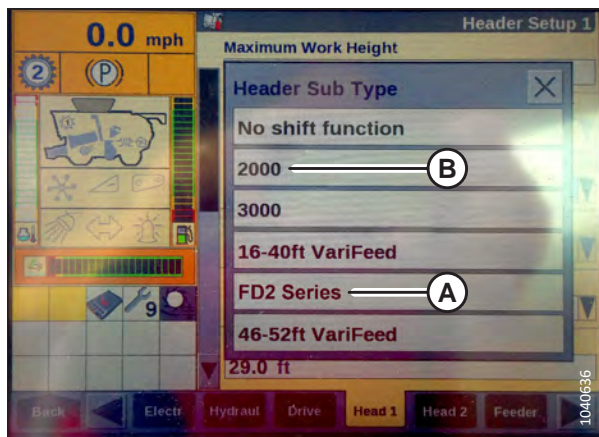 0.0 mph
Header Setup 1
2
(P)
Maximum Work Height
Header Sub Type
No shift function
2000
B
3000
16-40ft VariFeed
FD2 Series
A
46-52ft VariFeed
9
29.0 ft
Back
Electr
Hydraul
Drive
Head 1
Head 2
Feeder
1040636